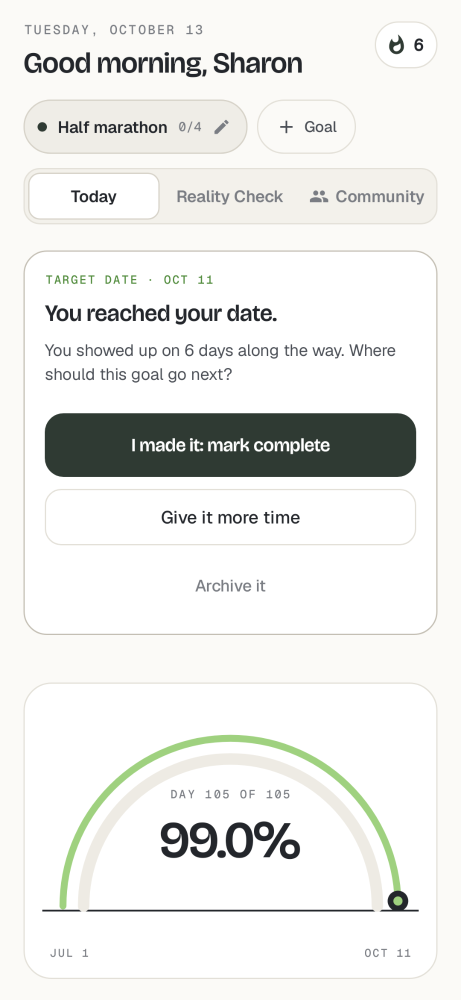 TUESDAY, OCTOBER 13
Good morning, Sharon
6
Half marathon 0/4
+ Goal
Today
Reality Check
Community
TARGET DATE · OCT 11
You reached your date.
You showed up on 6 days along the way. Where
should this goal go next?
I made it: mark complete
Give it more time
Archive it
DAY 105 OF 105
99.0%
JUL 1
OCT 11